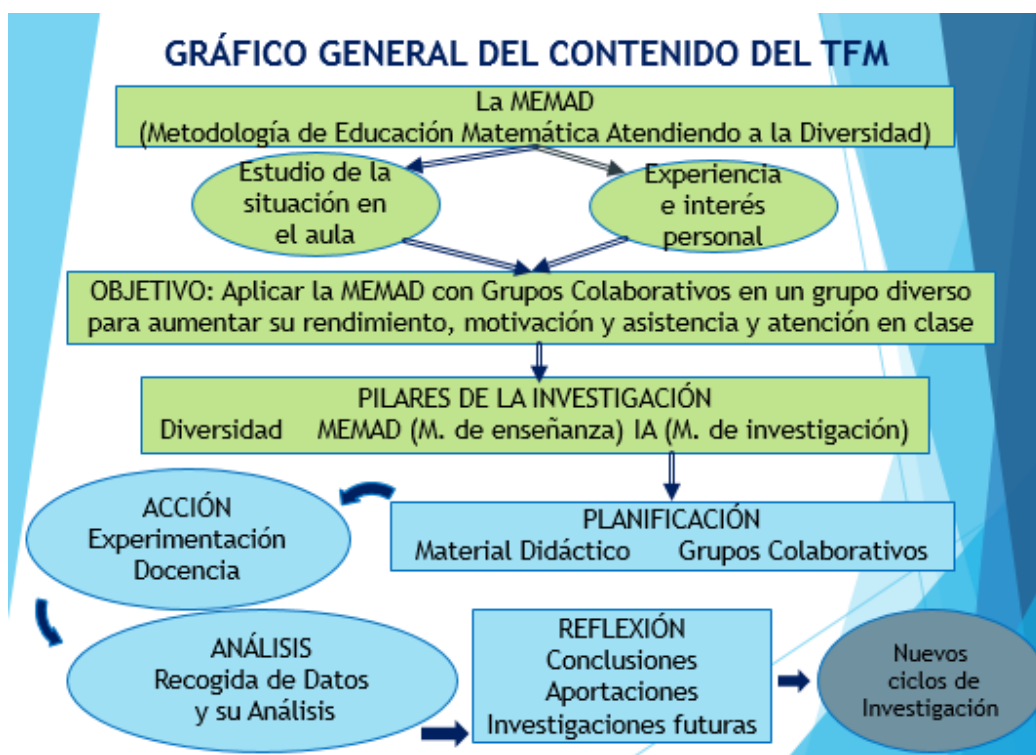 GRÁFICO GENERAL DEL CONTENIDO DEL TFM
La MEMAD
(Metodología de Educación Matemática Atendiendo a la Diversidad)
Estudio de la
situación en
el aula
Experiencia
e interés
personal
OBJETIVO: Aplicar la MEMAD con Grupos Colaborativos en un grupo diverso
para aumentar su rendimiento, motivación y asistencia y atención en clase
PILARES DE LA INVESTIGACIÓN
Diversidad MEMAD (M. de enseñanza) IA (M. de investigación)
PLANIFICACIÓN
Material Didáctico Grupos Colaborativos
ACCIÓN
Experimentación
Docencia
ANÁLISIS
Recogida de Datos
y su Análisis
REFLEXIÓN
Conclusiones
Aportaciones
Investigaciones futuras
Nuevos
ciclos de
Investigación